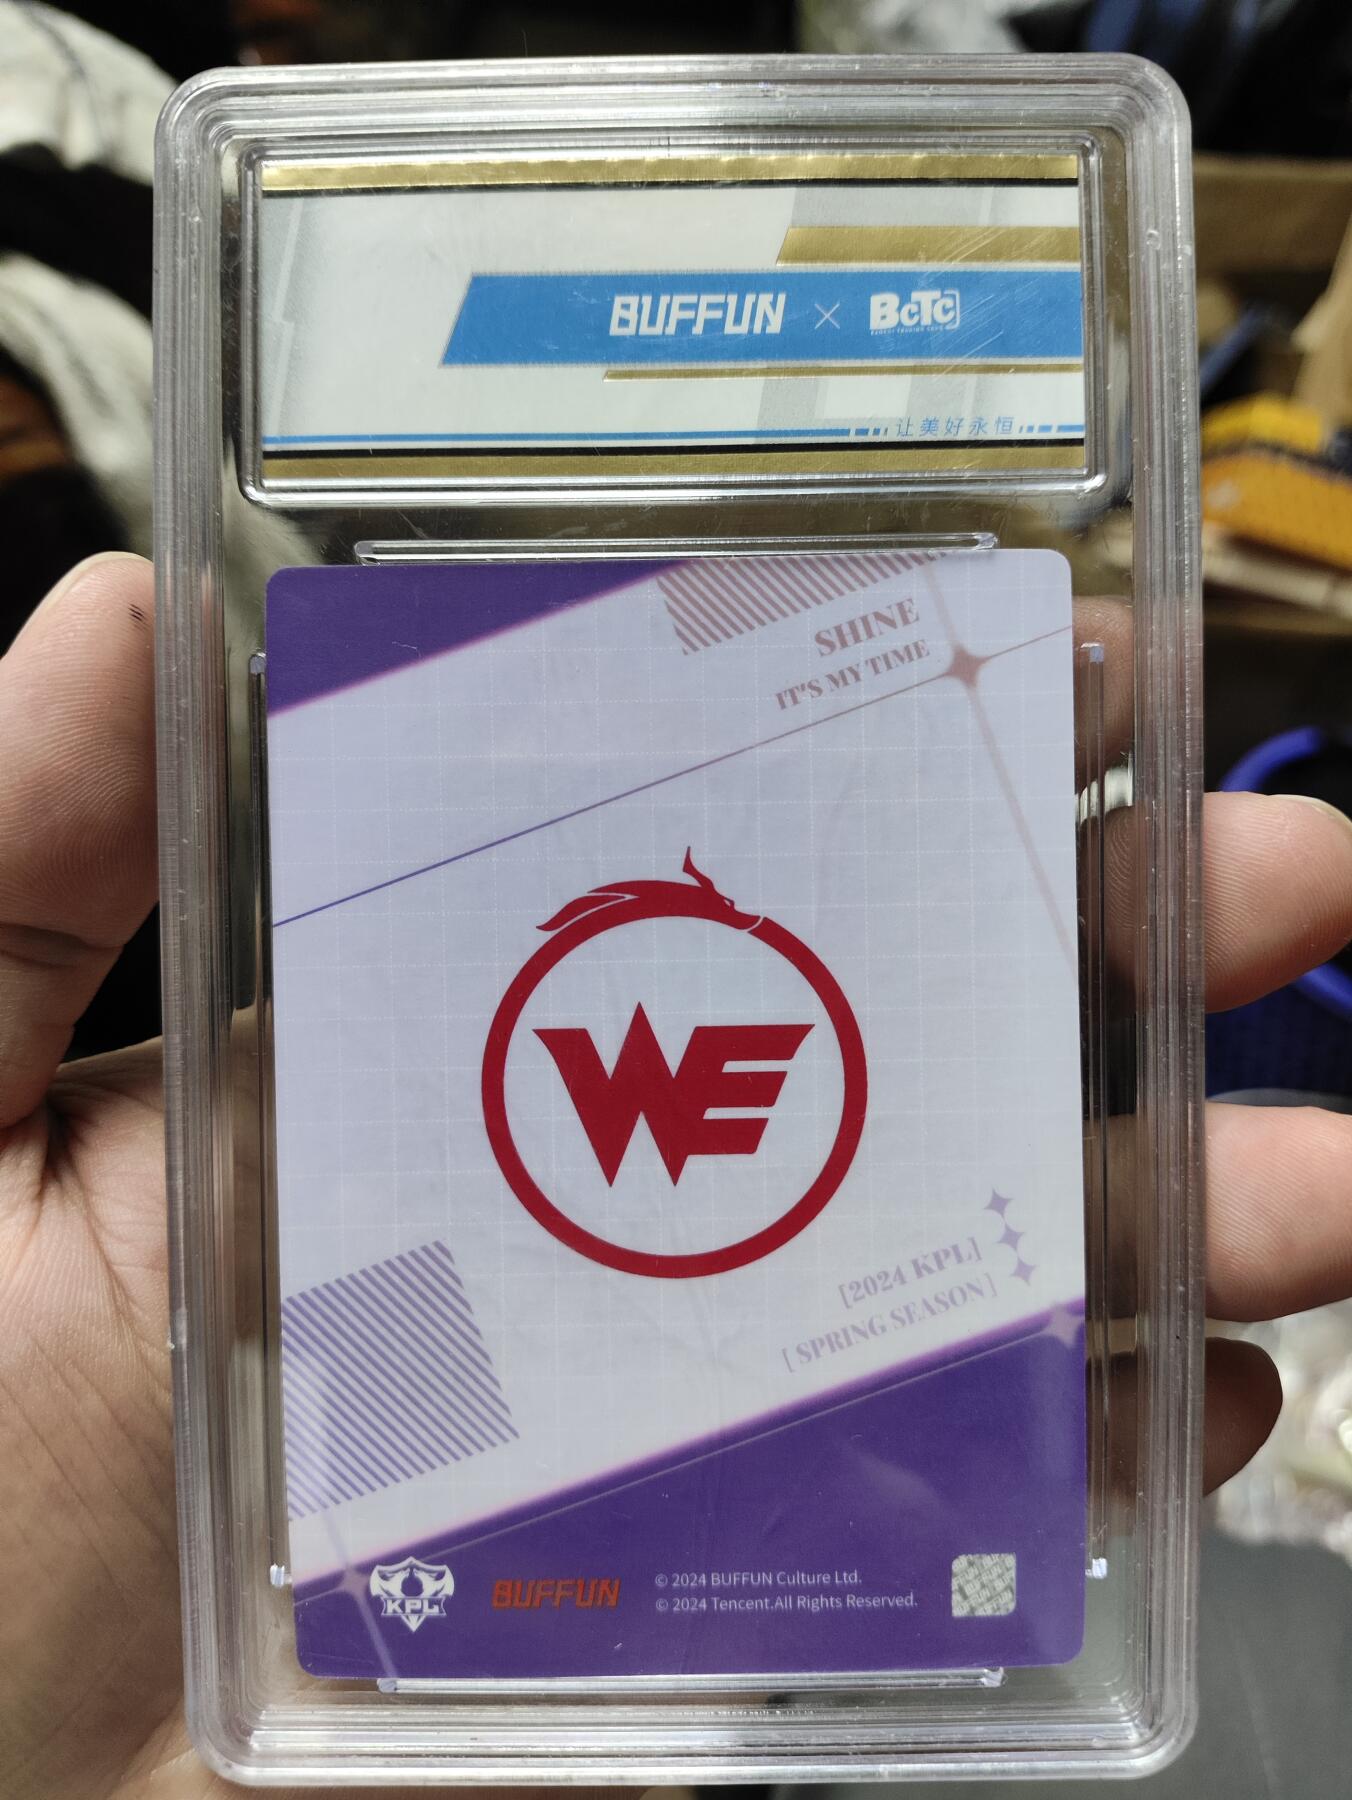 BUFFUN × BCTC
让美好永恒
SHINE
IT'S MY TIME
WE
[2024 KPL]
[ SPRING SEASON ]
KPL
BUFFUN
© 2024 BUFFUN Culture Ltd.
© 2024 Tencent.All Rights Reserved.